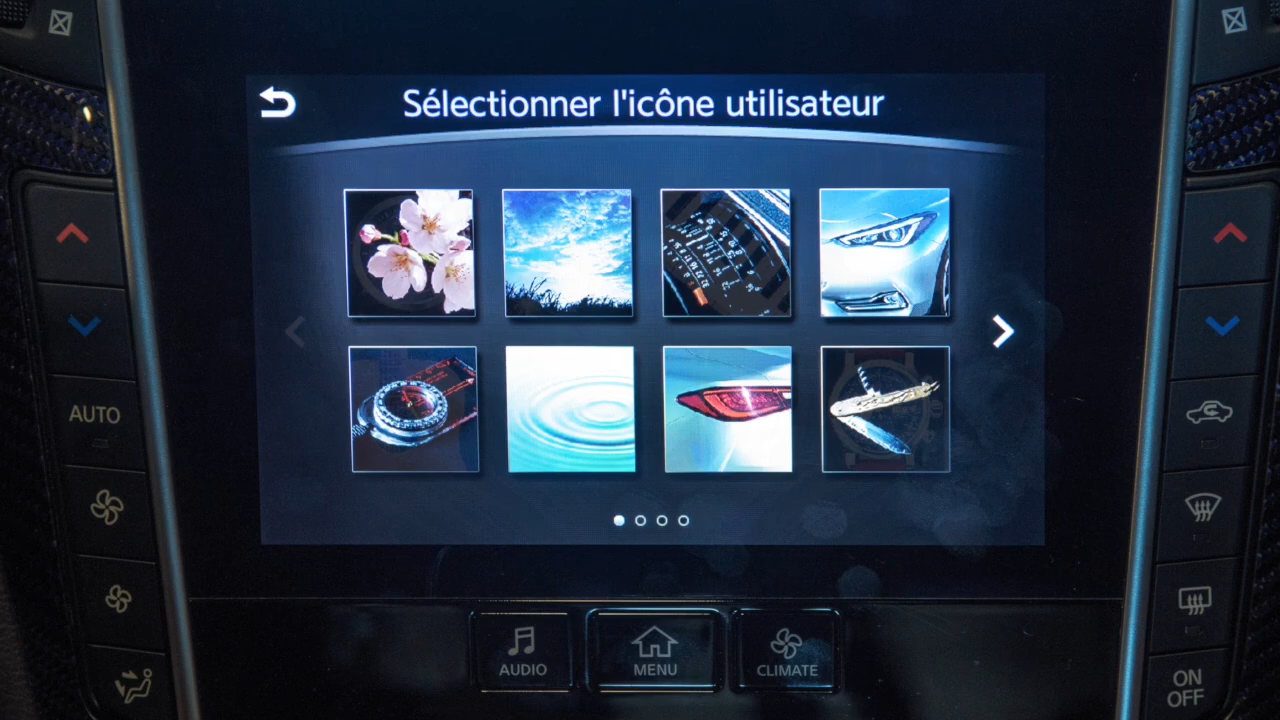 Sélectionner l'icône utilisateur
AUTO
AUDIO
MENU
CLIMATE
ON
OFF